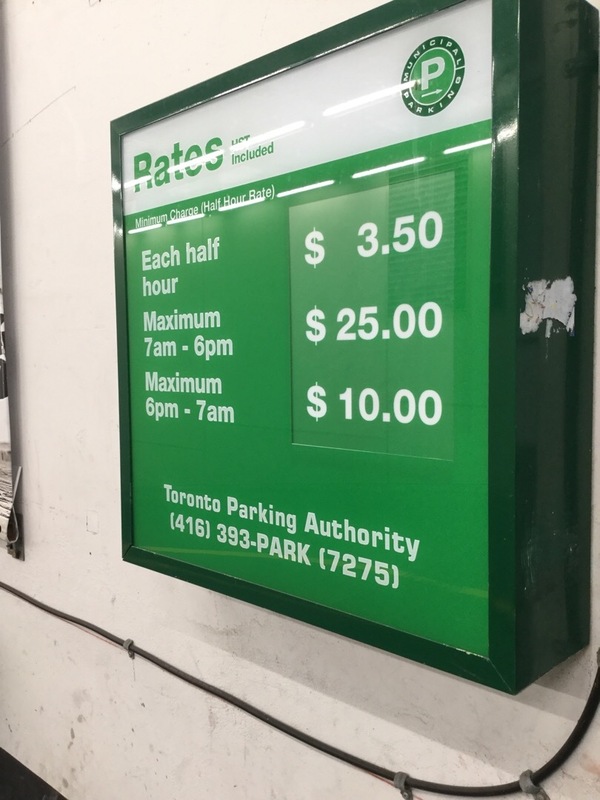 MUNICIPAL
P
PARKING
Rates HST
Included
Minimum Charge (Half Hour Rate)
Each half
hour
$ 3.50
Maximum
7am - 6pm
$ 25.00
Maximum
6pm - 7am
$ 10.00
Toronto Parking Authority
(416) 393-PARK (7275)